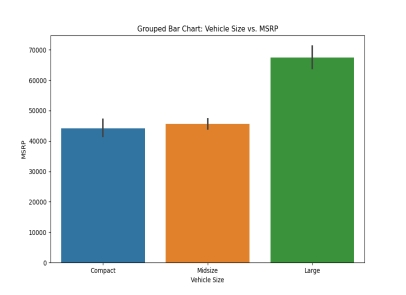 Grouped Bar Chart: Vehicle Size vs. MSRP
70000
60000
50000
40000
30000
20000
10000
0
MSRP
Compact
Midsize
Large
Vehicle Size